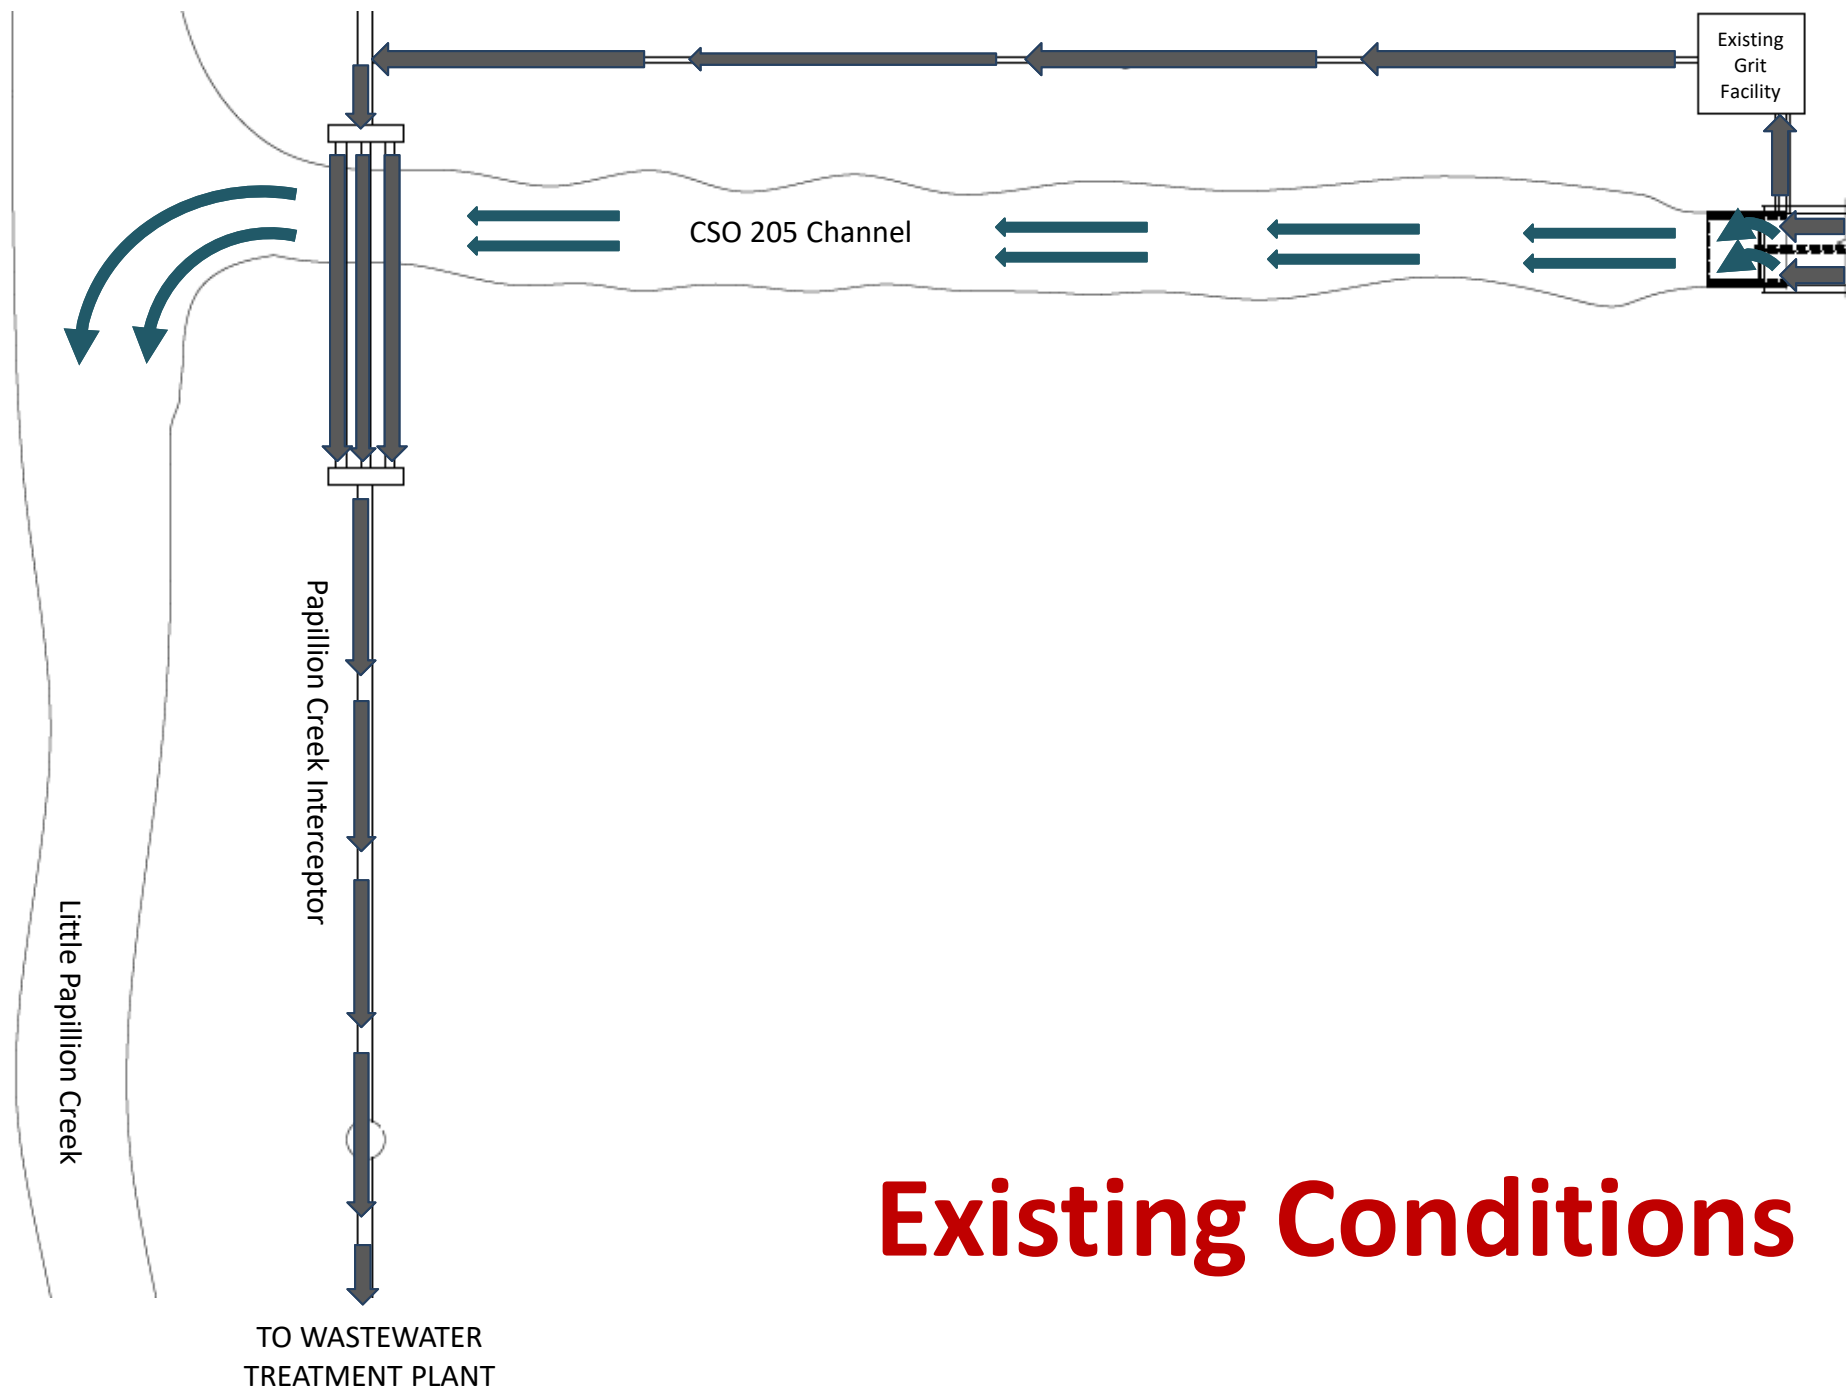 Existing
Grit
Facility
CSO 205 Channel
Papillion Creek Interceptor
Little Papillion Creek
Existing Conditions
TO WASTEWATER
TREATMENT PLANT